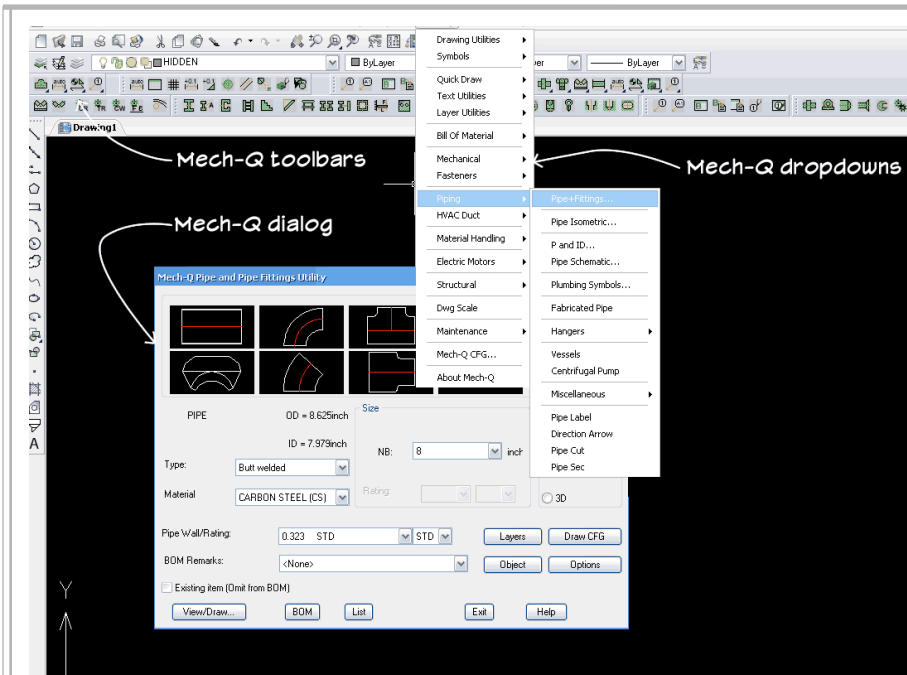 HIDDEN
ByLayer
ByLayer
Drawing1
Mech-Q toolbars
Mech-Q dropdowns
Mech-Q dialog
Drawing Utilities
Symbols
Quick Draw
Text Utilities
Layer Utilities
Bill Of Material
Mechanical
Fasteners
Piping
HVAC Duct
Material Handling
Electric Motors
Structural
Dwg Scale
Maintenance
Mech-Q CFG...
About Mech-Q
Pipe+Fittings...
Pipe Isometric...
P and ID...
Pipe Schematic...
Plumbing Symbols...
Fabricated Pipe
Hangers
Vessels
Centrifugal Pump
Miscellaneous
Pipe Label
Direction Arrow
Pipe Cut
Pipe Sec
Mech-Q Pipe and Pipe Fittings Utility
PIPE OD = 8.625inch
ID = 7.979inch
Size
NB: 8 inch
Type: Butt welded
Material CARBON STEEL (CS)
Rating:
3D
Pipe Wall/Rating: 0.323 STD STD Layers Draw CFG
BOM Remarks: <None> Object Options
Existing item (Omit from BOM)
View/Draw... BOM List Exit Help
A
Y